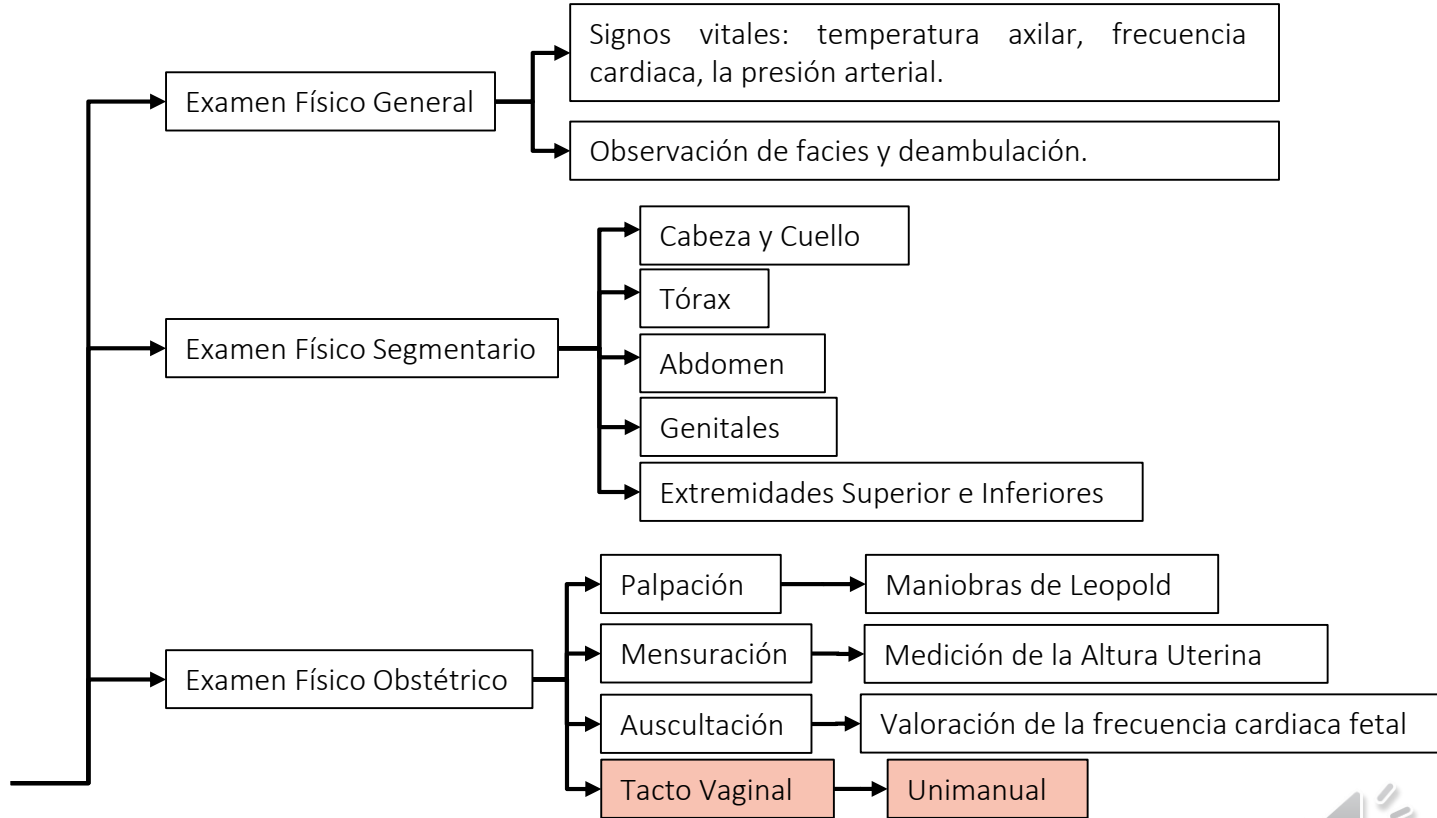 Examen Físico General
Signos vitales: temperatura axilar, frecuencia
cardiaca, la presión arterial.
Observación de facies y deambulación.
Examen Físico Segmentario
Cabeza y Cuello
Tórax
Abdomen
Genitales
Extremidades Superior e Inferiores
Examen Físico Obstétrico
Palpación
Maniobras de Leopold
Mensuración
Medición de la Altura Uterina
Auscultación
Valoración de la frecuencia cardiaca fetal
Tacto Vaginal
Unimanual